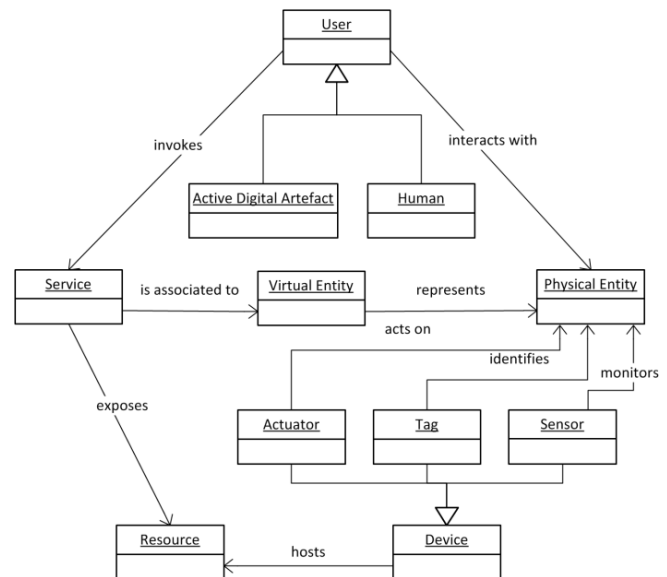 User
invokes
interacts with
Active Digital Artefact
Human
Service
is associated to
Virtual Entity
represents
Physical Entity
acts on
identifies
monitors
exposes
Actuator
Tag
Sensor
Resource
hosts
Device